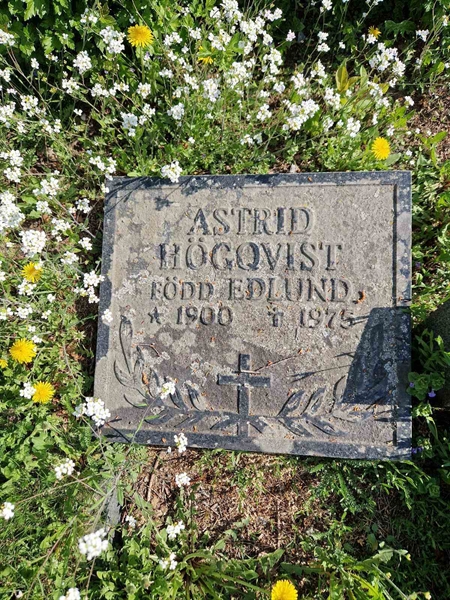 ASTRID
HÖGQVIST
FÖDD EDLUND.
* 1900 † 1975